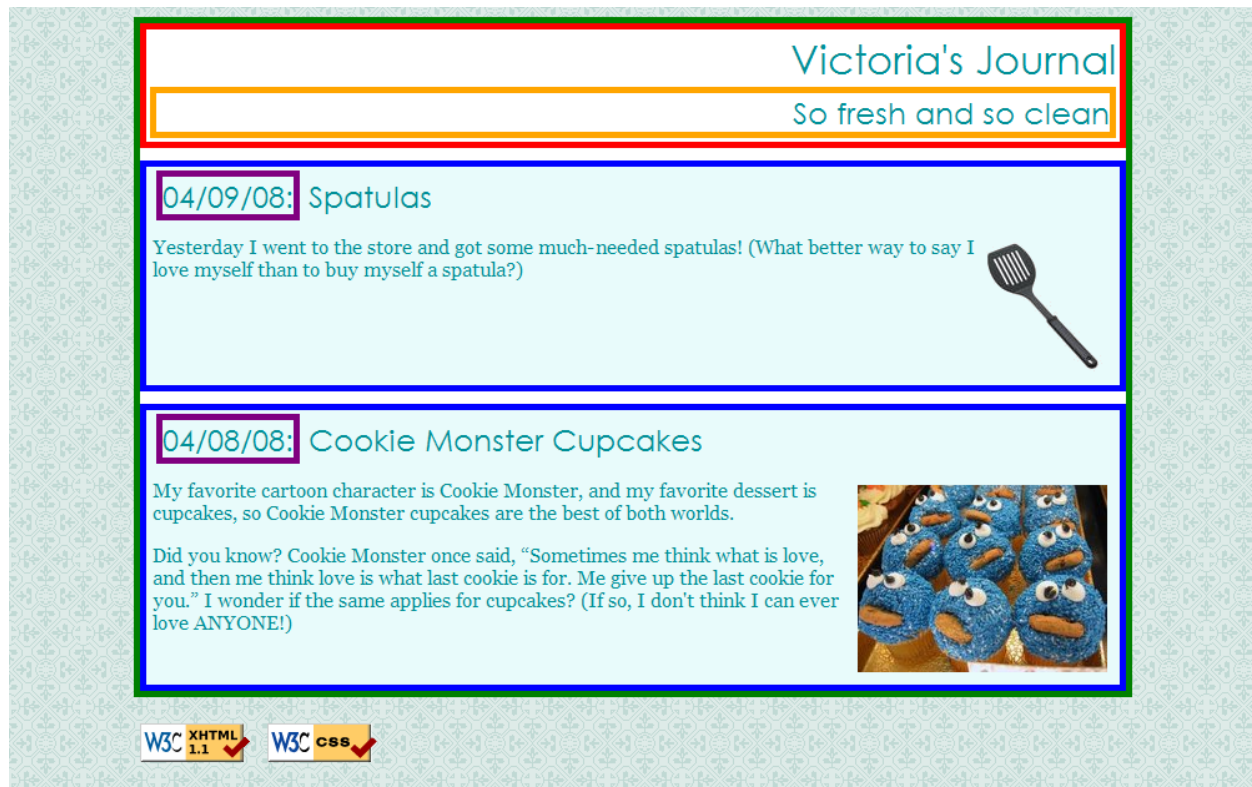 Victoria's Journal
So fresh and so clean
04/09/08: Spatulas
Yesterday I went to the store and got some much-needed spatulas! (What better way to say I
love myself than to buy myself a spatula?)
04/08/08: Cookie Monster Cupcakes
My favorite cartoon character is Cookie Monster, and my favorite dessert is
cupcakes, so Cookie Monster cupcakes are the best of both worlds.
Did you know? Cookie Monster once said, “Sometimes me think what is love,
and then me think love is what last cookie is for. Me give up the last cookie for
you.” I wonder if the same applies for cupcakes? (If so, I don't think I can ever
love ANYONE!)
W3C XHTML 1.1 W3C css